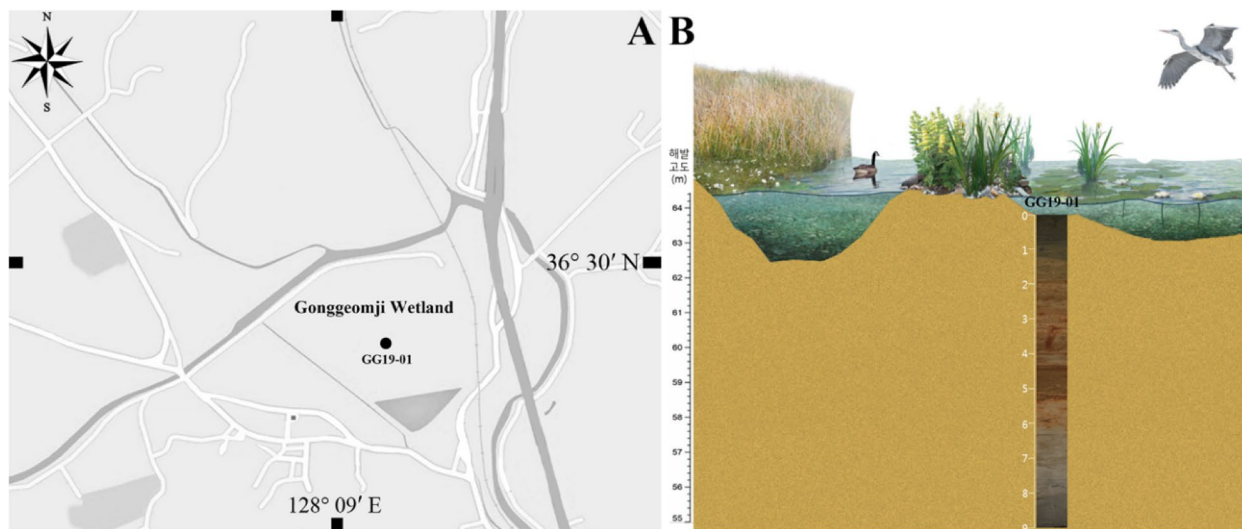 N
S
A
36° 30′ N
Gonggeomji Wetland
GG19-01
128° 09′ E
B
해발
고도
(m)
64
63
62
61
60
59
58
57
56
55
GG19-01
0
1
2
3
4
5
6
7
8
9